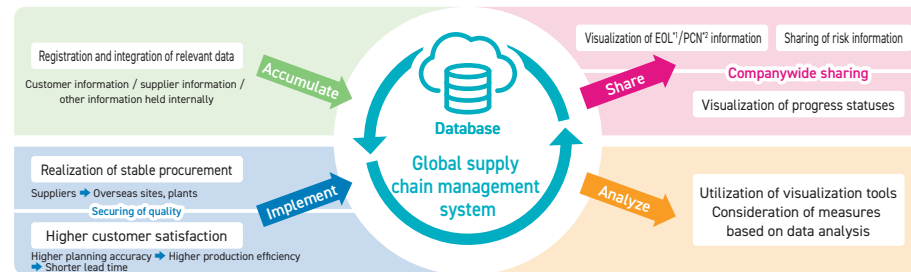 Registration and integration of relevant data
Customer information / supplier information /
other information held internally
Accumulate
Visualization of EOL*1/PCN*2 information
Sharing of risk information
Share
Companywide sharing
Visualization of progress statuses
Database
Global supply
chain management
system
Realization of stable procurement
Suppliers ➡ Overseas sites, plants
Securing of quality
Higher customer satisfaction
Higher planning accuracy ➡ Higher production efficiency
➡ Shorter lead time
Implement
Analyze
Utilization of visualization tools
Consideration of measures
based on data analysis